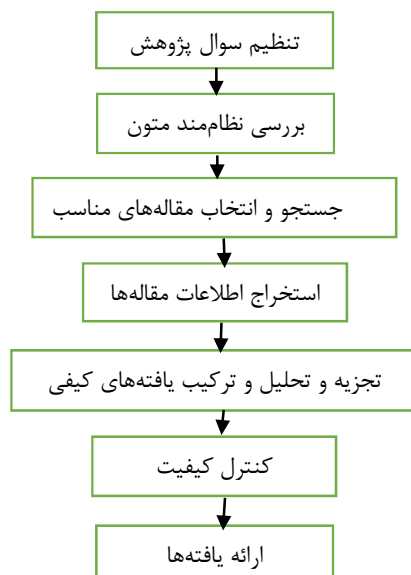 تنظیم سوال پژوهش
بررسی نظام‌مند متون
جستجو و انتخاب مقاله‌های مناسب
استخراج اطلاعات مقاله‌ها
تجزیه و تحلیل و ترکیب یافته‌های کیفی
کنترل کیفیت
ارائه یافته‌ها